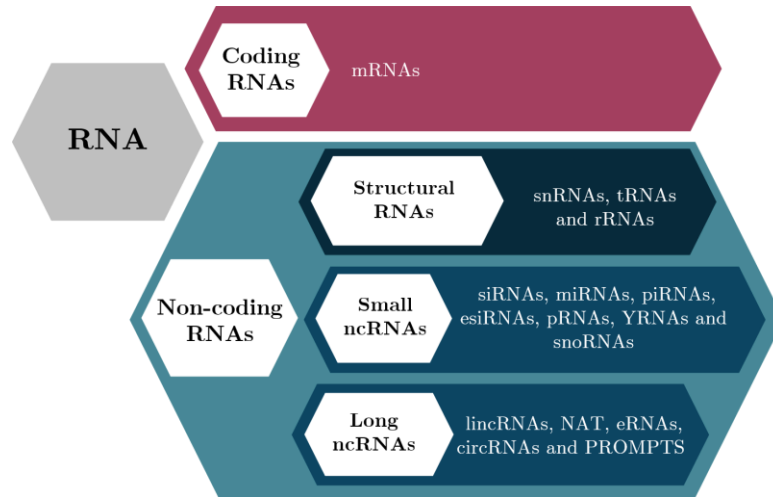 Coding
RNAs
mRNAs
RNA
Structural
RNAs
snRNAs, tRNAs
and rRNAs
Non-coding
RNAs
Small
ncRNAs
siRNAs, miRNAs, piRNAs,
esiRNAs, pRNAs, YRNAs and
snoRNAs
Long
ncRNAs
lincRNAs, NAT, eRNAs,
circRNAs and PROMPTS